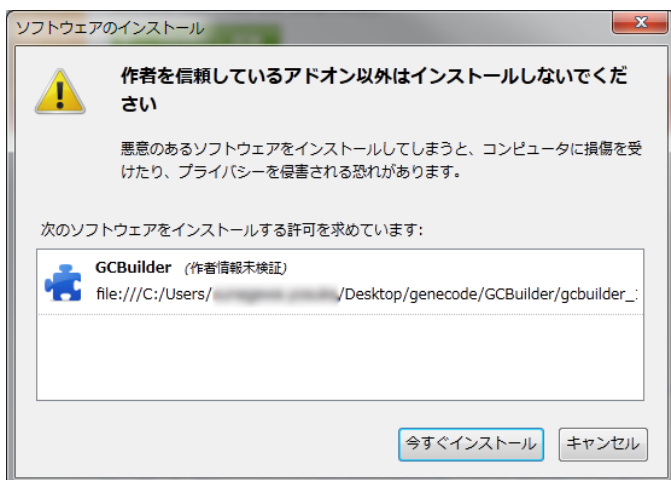 ソフトウェアのインストール
作者を信頼しているアドオン以外はインストールしないでくだ
さい
悪意のあるソフトウェアをインストールしてしまうと、コンピュータに損傷を受
けたり、プライバシーを侵害される恐れがあります。
次のソフトウェアをインストールする許可を求めています:
GCBuilder (作者情報未検証)
file:///C:/Users/ /Desktop/genecode/GCBuilder/gcbuilder_
今すぐインストール キャンセル